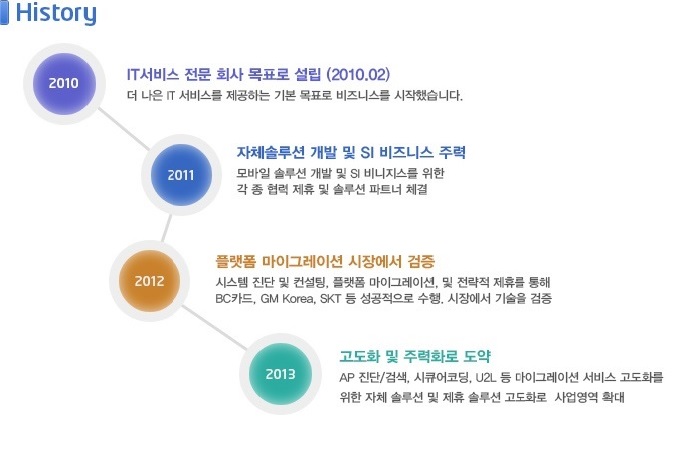 History
2010
IT서비스 전문 회사 목표로 설립 (2010.02)
더 나은 IT 서비스를 제공하는 기본 목표로 비즈니스를 시작했습니다.
2011
자체솔루션 개발 및 SI 비즈니스 주력
모바일 솔루션 개발 및 SI 비니지스를 위한
각 종 협력 제휴 및 솔루션 파트너 체결
2012
플랫폼 마이그레이션 시장에서 검증
시스템 진단 및 컨설팅, 플랫폼 마이그레이션, 및 전략적 제휴를 통해
BC카드, GM Korea, SKT 등 성공적으로 수행, 시장에서 기술을 검증
2013
고도화 및 주력화로 도약
AP 진단/검색, 시큐어코딩, U2L 등 마이그레이션 서비스 고도화를
위한 자체 솔루션 및 제휴 솔루션 고도화로 사업영역 확대